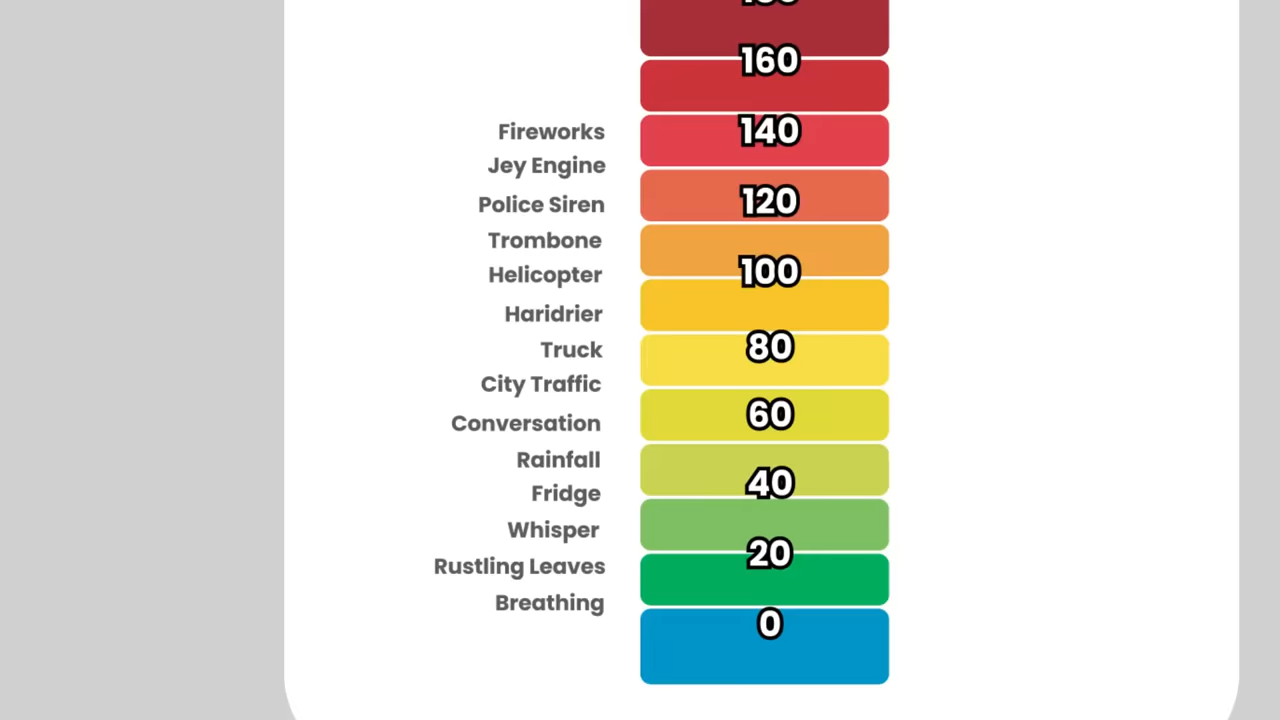 160
Fireworks 140
Jey Engine
Police Siren 120
Trombone
Helicopter 100
Haridrier
Truck 80
City Traffic
Conversation 60
Rainfall
Fridge 40
Whisper
Rustling Leaves 20
Breathing
0